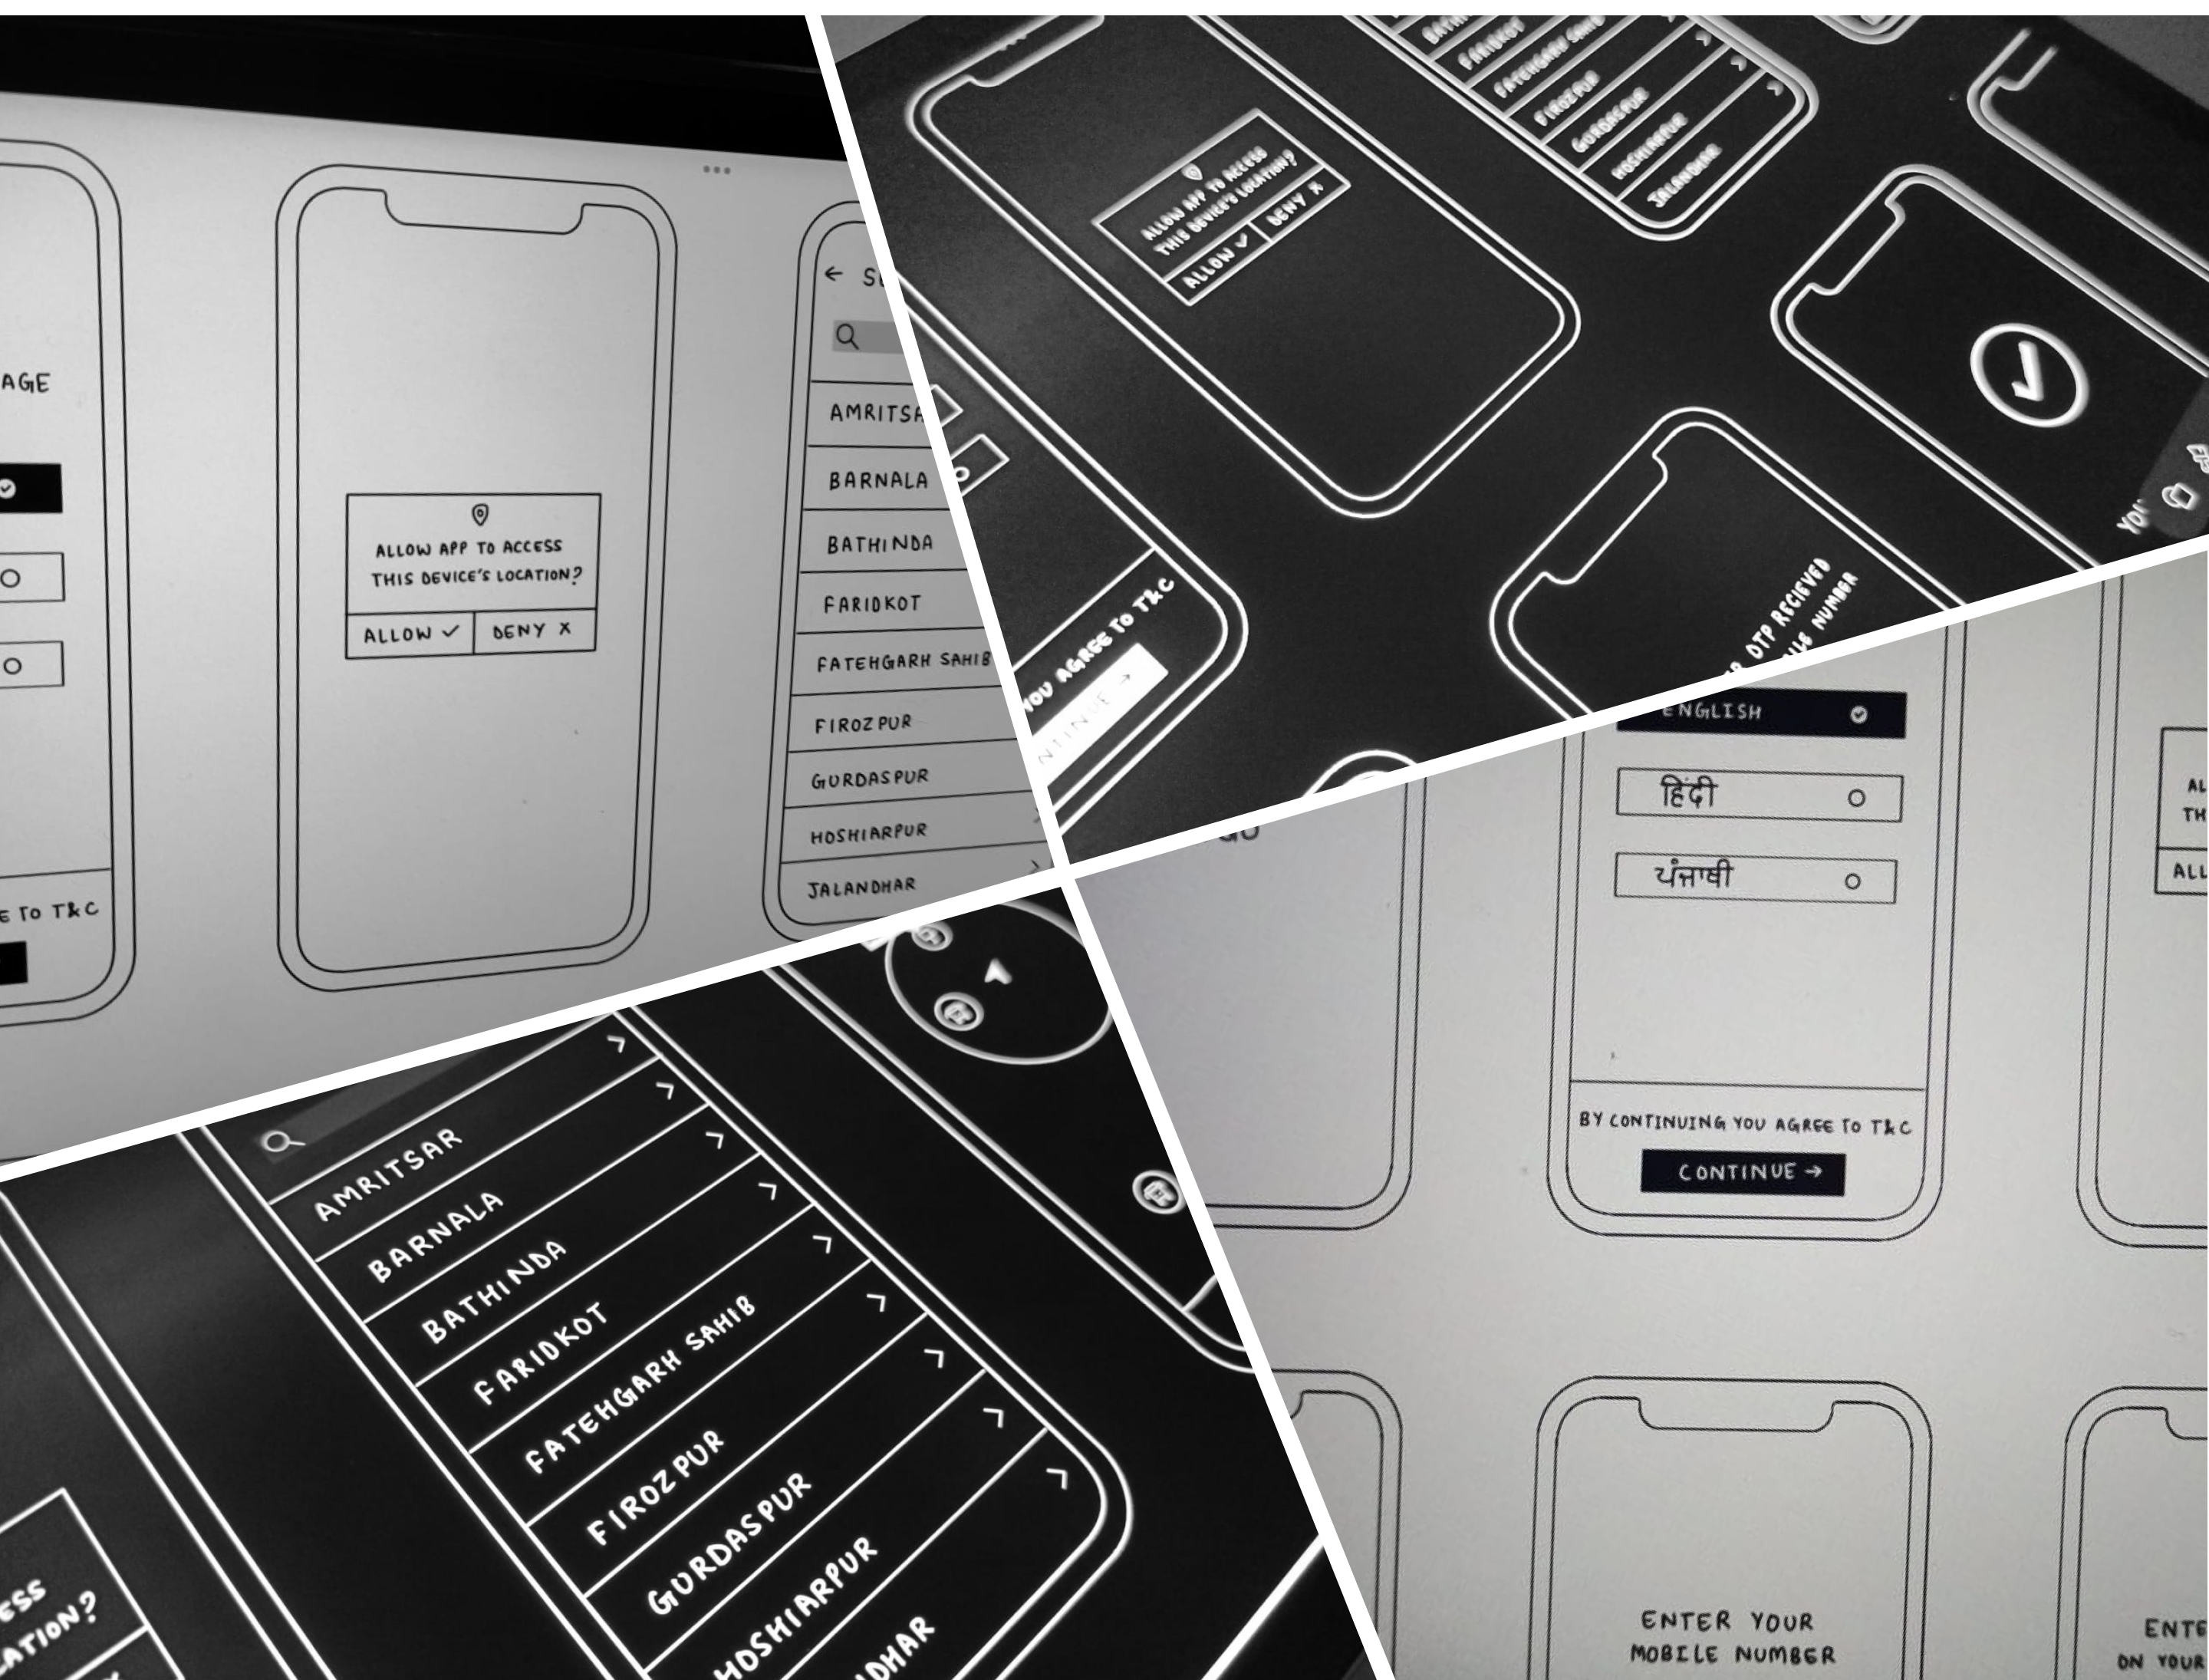 AGE
E TO T&C
ALLOW APP TO ACCESS
THIS DEVICE'S LOCATION?
ALLOW ✓
DENY X
←
AMRITSA
BARNALA
BATHINDA
FARIDKOT
FATEHGARH SAHIB
FIROZPUR
GURDASPUR
HOSHIARPUR
JALANDHAR
ALLOW APP TO ACCESS
THIS DEVICE'S LOCATION?
ALLOW ✓
DENY X
FARIDKOT
FATEHGARH SAHIB
FIROZPUR
GURDASPUR
HOSHIARPUR
JALANDHAR
YOU AGREE TO T&C
NTINUE →
OTP RECIEVED
NUMBER
YOU
AMRITSAR
BARNALA
BATHINDA
FARIDKOT
FATEHGARH SAHIB
FIROZPUR
GURDASPUR
HOSHIARPUR
DHAR
ESS
CATION?
ENGLISH
हिंदी
पंजाबी
BY CONTINUING YOU AGREE TO T&C
CONTINUE →
AL
TH
ALL
ENTER YOUR
MOBILE NUMBER
ENTE
ON YOUR